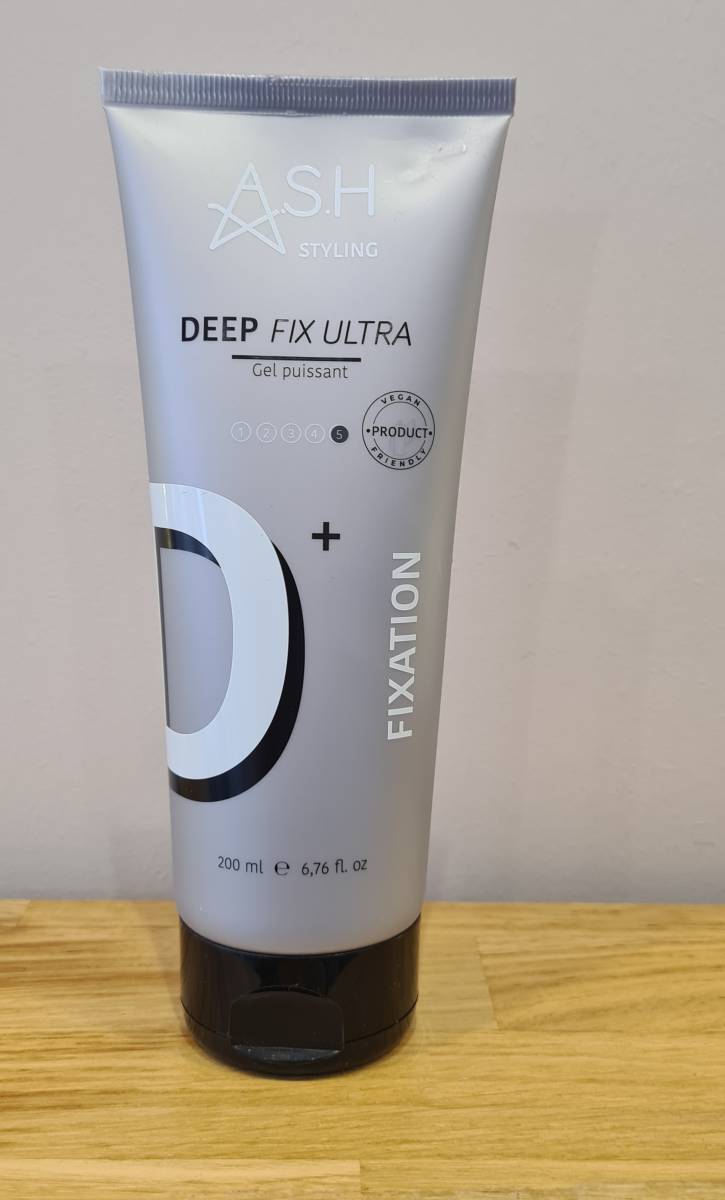 A.S.H
STYLING
DEEP FIX ULTRA
Gel puissant
1 2 3 4 5
VEGAN
•PRODUCT•
FRIENDLY
D
+
FIXATION
200 ml ℮ 6,76 fl. oz